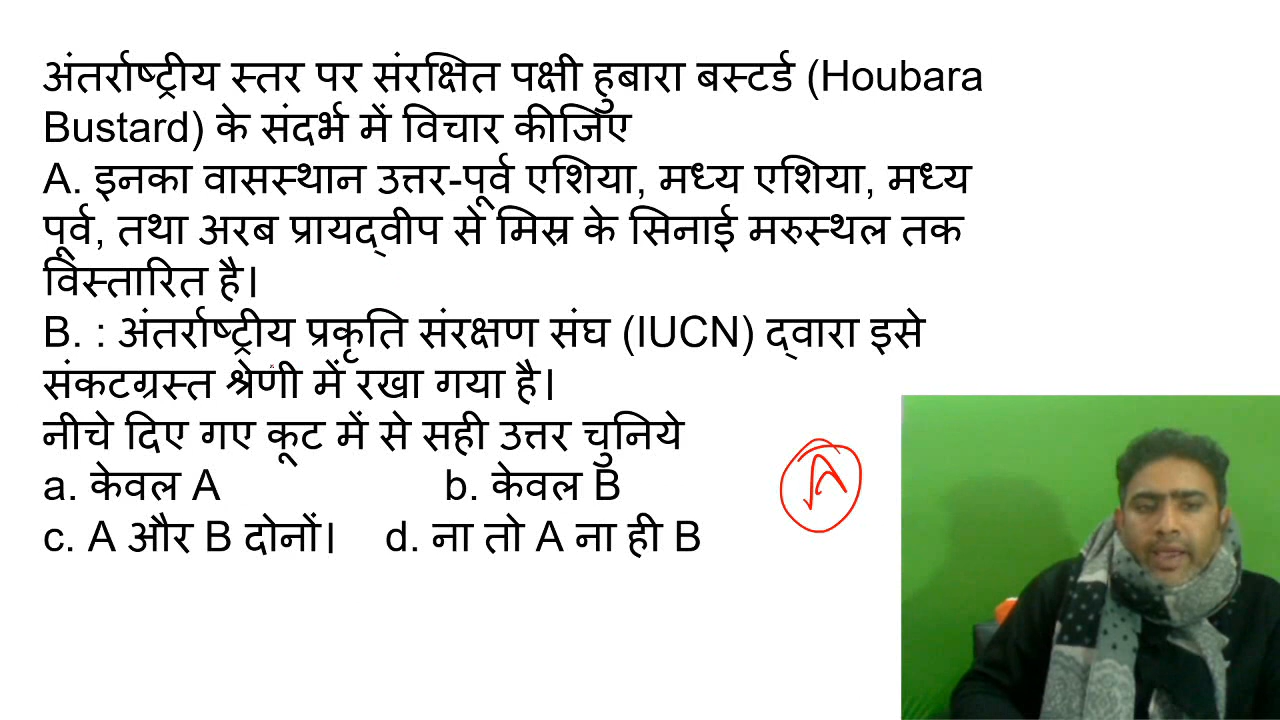 अंतर्राष्ट्रीय स्तर पर संरक्षित पक्षी हुबारा बस्टर्ड (Houbara
Bustard) के संदर्भ में विचार कीजिए
A. इनका वासस्थान उत्तर-पूर्व एशिया, मध्य एशिया, मध्य
पूर्व, तथा अरब प्रायद्वीप से मिस्र के सिनाई मरुस्थल तक
विस्तारित है।
B. : अंतर्राष्ट्रीय प्रकृति संरक्षण संघ (IUCN) द्वारा इसे
संकटग्रस्त श्रेणी में रखा गया है।
नीचे दिए गए कूट में से सही उत्तर चुनिये
a. केवल A b. केवल B
A
c. A और B दोनों। d. ना तो A ना ही B